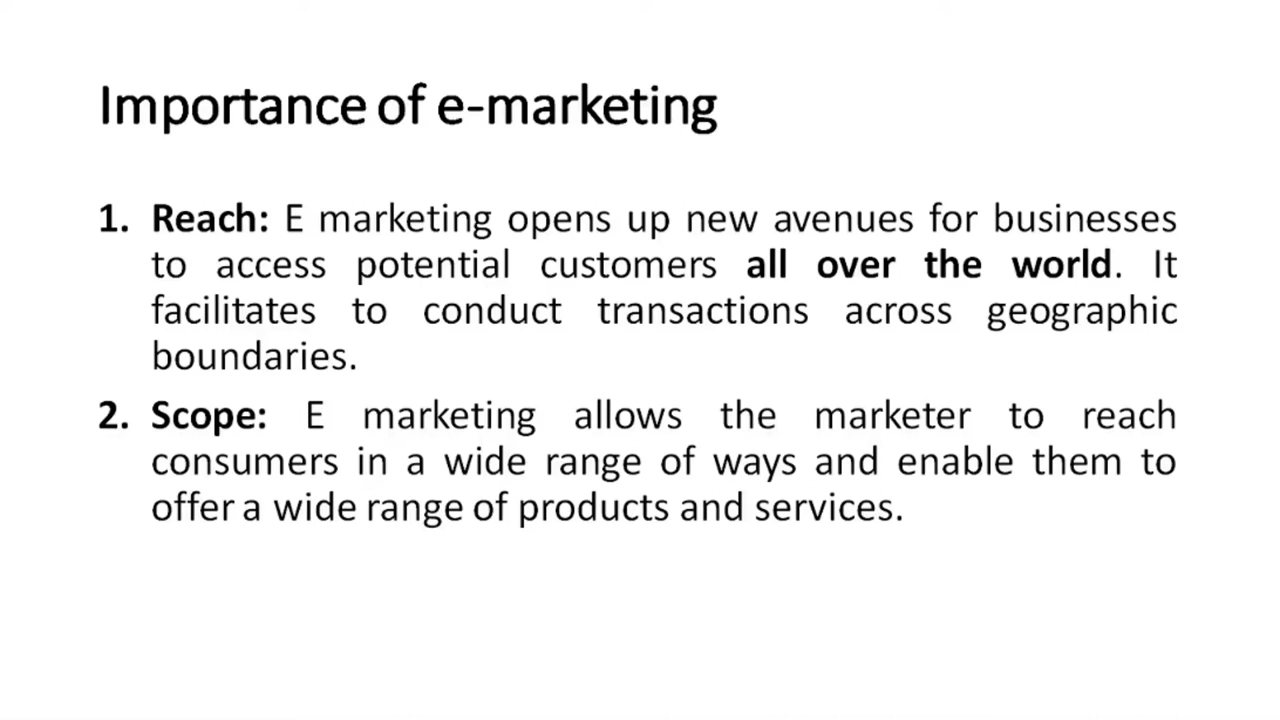 Importance of e-marketing
1. Reach: E marketing opens up new avenues for businesses
to access potential customers all over the world. It
facilitates to conduct transactions across geographic
boundaries.
2. Scope: E marketing allows the marketer to reach
consumers in a wide range of ways and enable them to
offer a wide range of products and services.